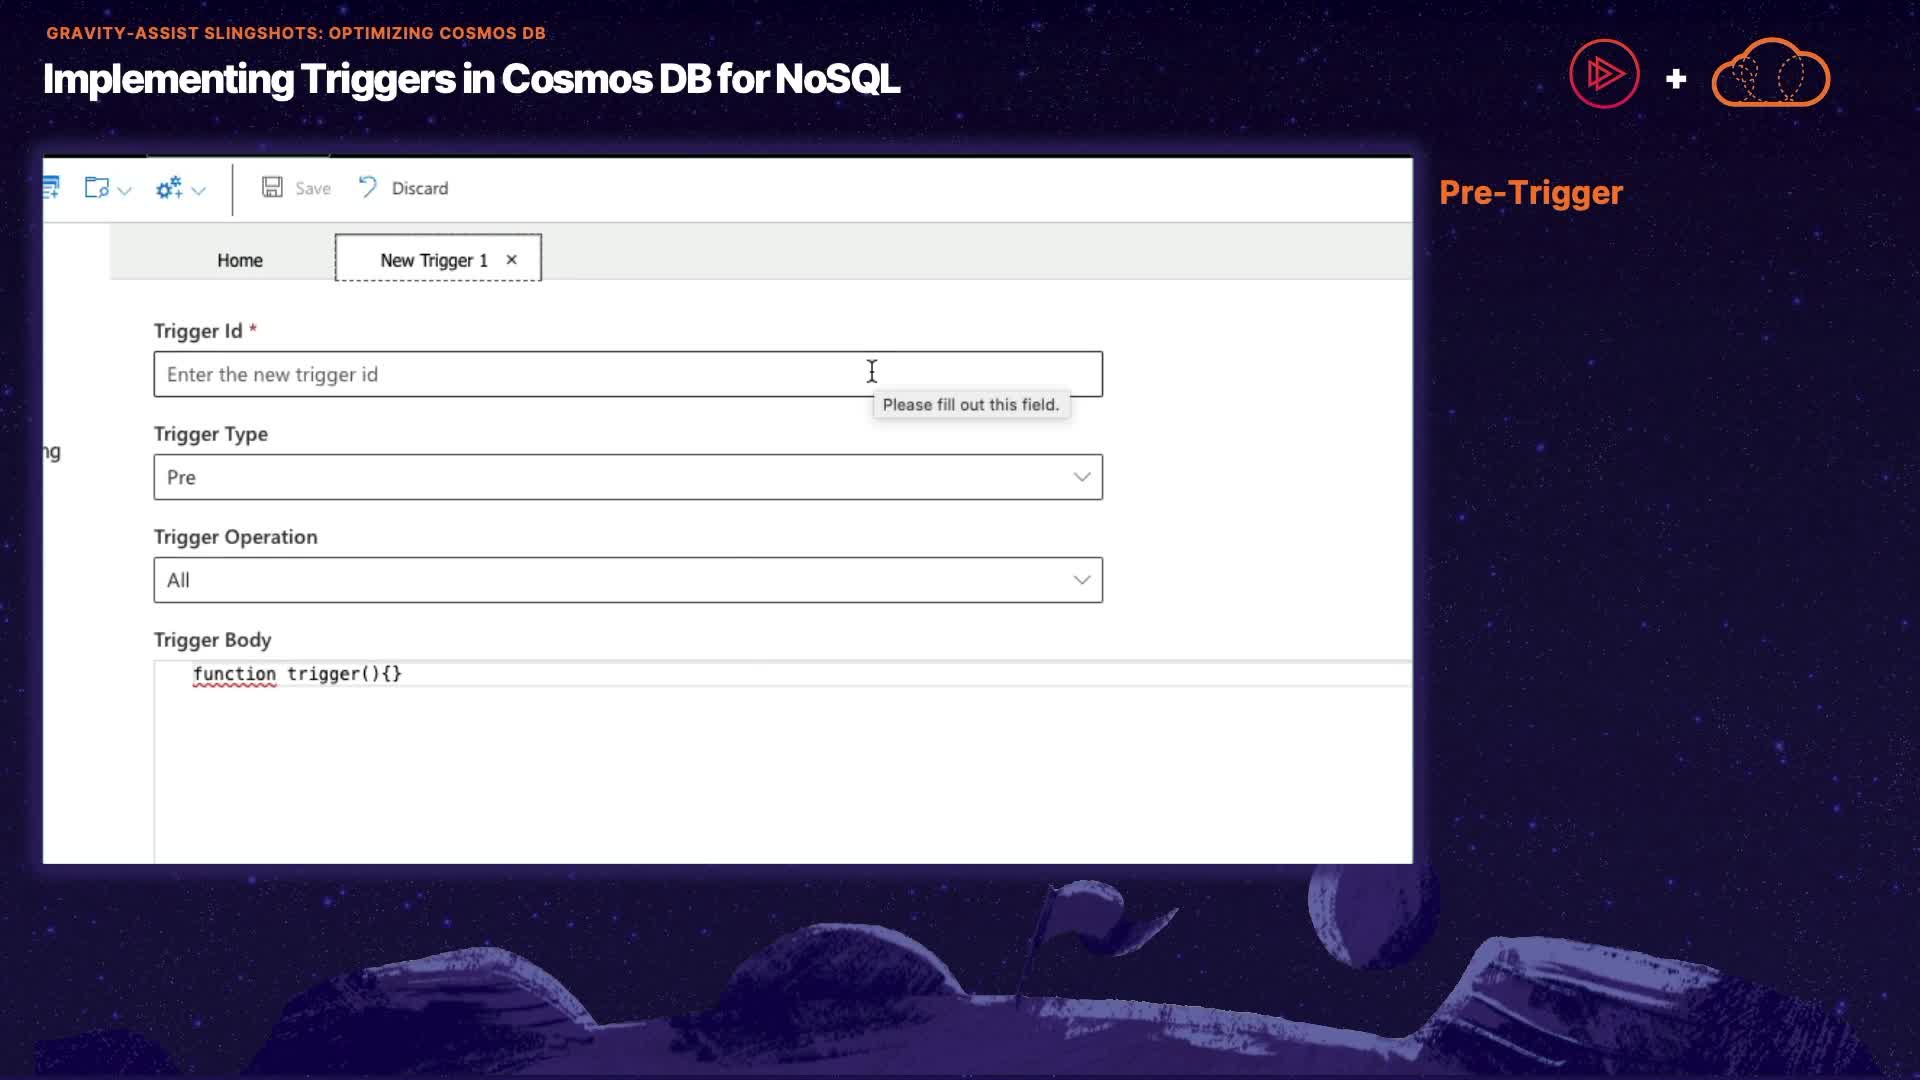 GRAVITY-ASSIST SLINGSHOTS: OPTIMIZING COSMOS DB
Implementing Triggers in Cosmos DB for NoSQL
Save
Discard
Pre-Trigger
Home
New Trigger 1
Trigger Id *
Enter the new trigger id
Please fill out this field.
Trigger Type
ng
Pre
Trigger Operation
All
Trigger Body
function trigger(){}